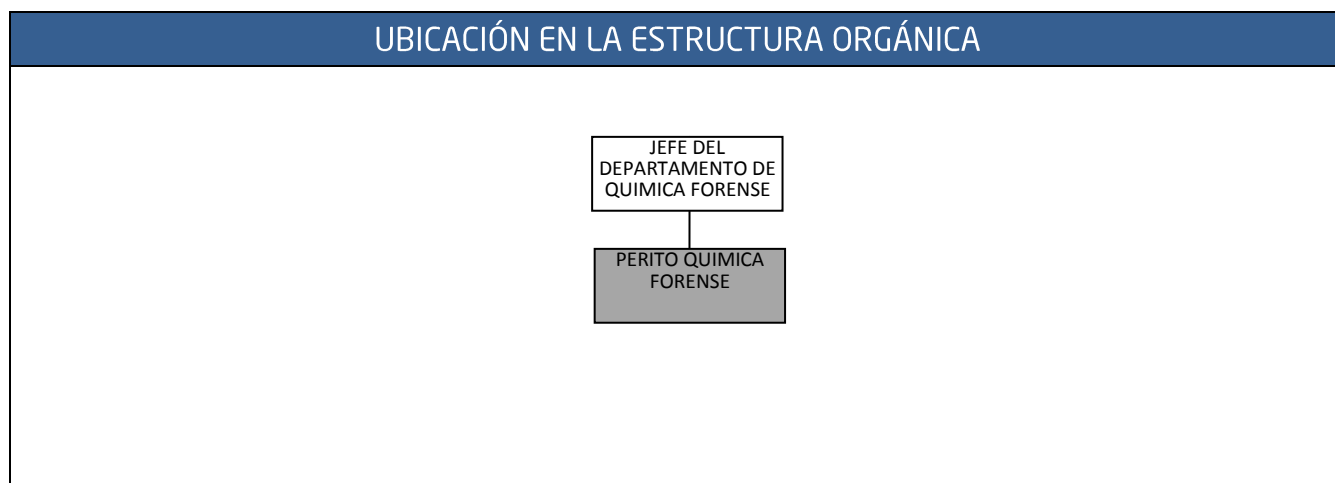 UBICACIÓN EN LA ESTRUCTURA ORGÁNICA
JEFE DEL
DEPARTAMENTO DE
QUIMICA FORENSE
PERITO QUIMICA
FORENSE